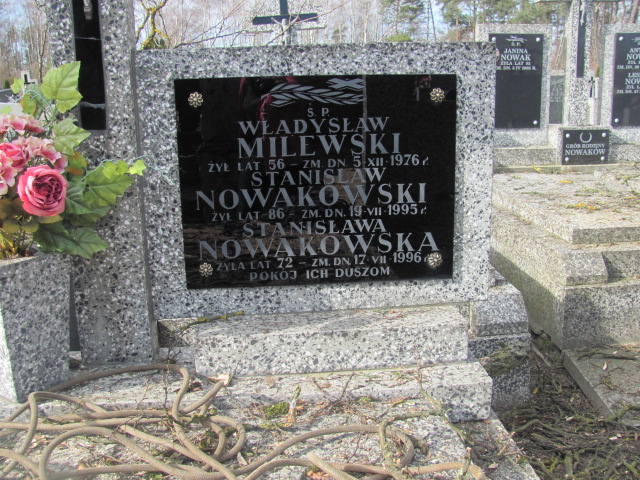 Ś.P.
WŁADYSŁAW
MILEWSKI
ŻYŁ LAT 56 – ZM. DN. 5-XII-1976 r.
STANISŁAW
NOWAKOWSKI
ŻYŁ LAT 86 – ZM. DN. 19-VII-1995 r.
STANISŁAWA
NOWAKOWSKA
ŻYŁA LAT 72 – ZM. DN. 17 VII-1996 r.
POKÓJ ICH DUSZOM
Ś.P.
JANINA
NOWAK
GRÓB RODZINY
NOWAKÓW